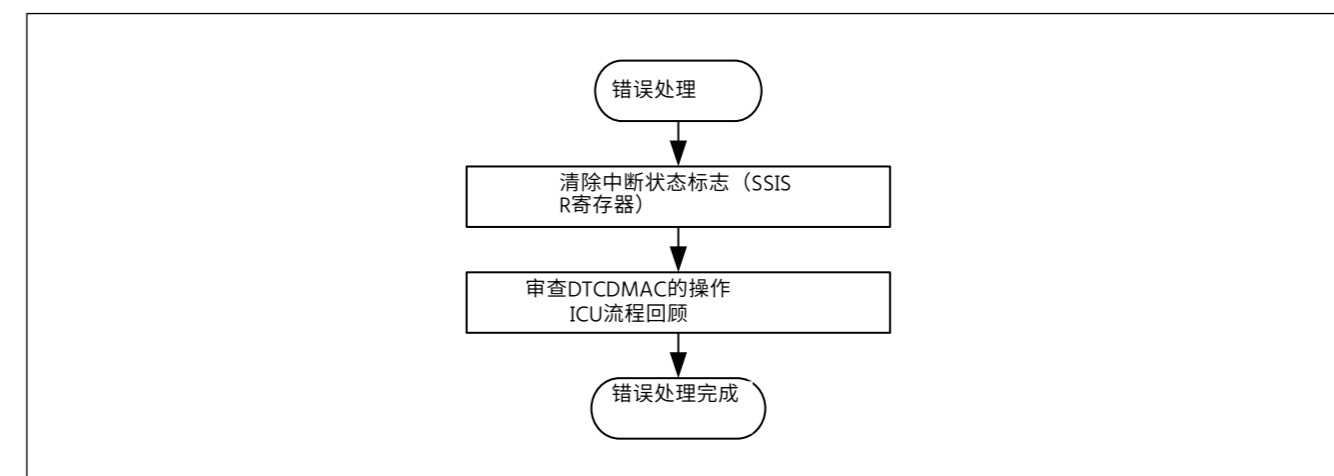 错误处理
清除中断状态标志（SSIS
R寄存器）
审查DTCDMAC的操作
ICU流程回顾
错误处理完成